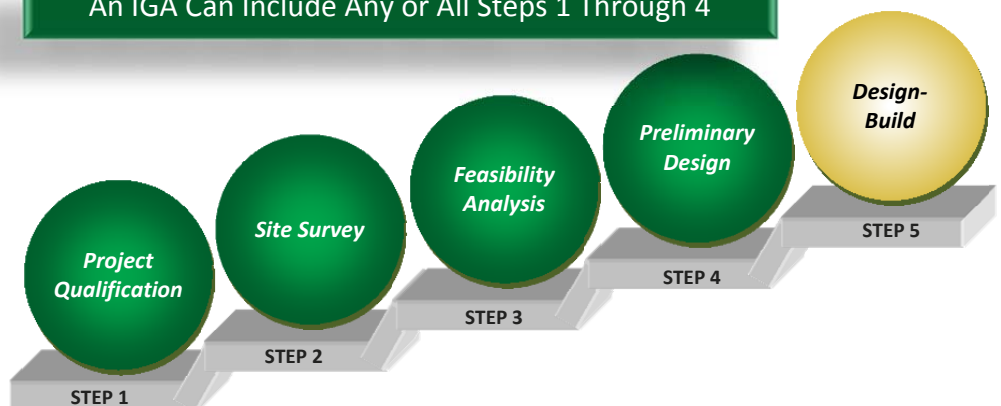 An IGA Can Include Any or All Steps 1 Through 4
Project
Qualification
STEP 1
Site Survey
STEP 2
Feasibility
Analysis
STEP 3
Preliminary
Design
STEP 4
Design-
Build
STEP 5